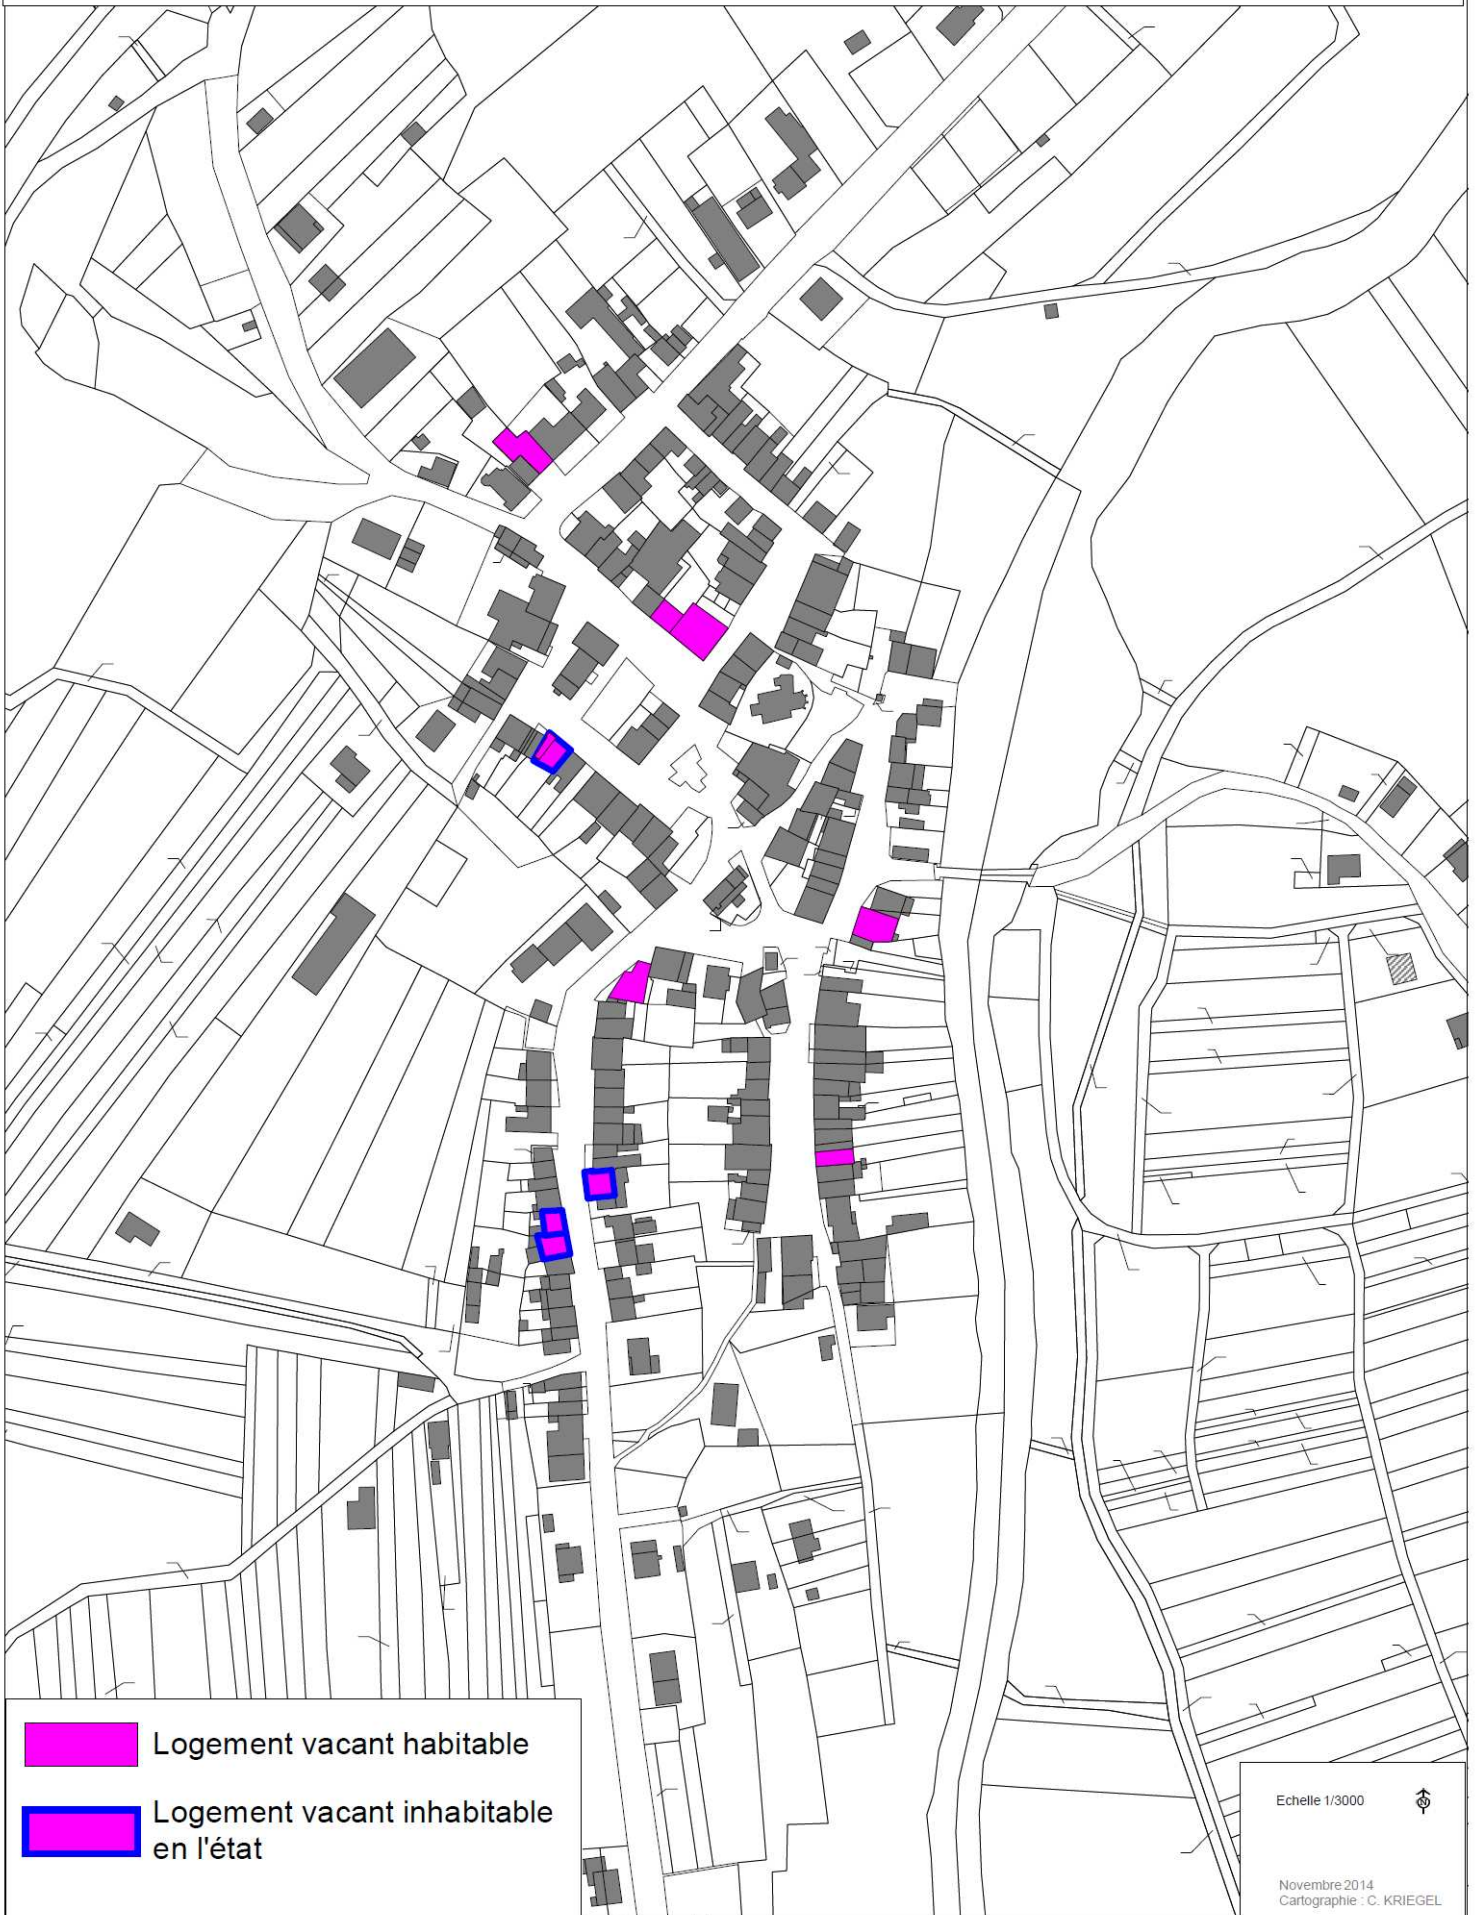 Logement vacant habitable
Logement vacant inhabitable
en l'état
Echelle 1/3000
N
Novembre 2014
Cartographie : C. KRIEGEL